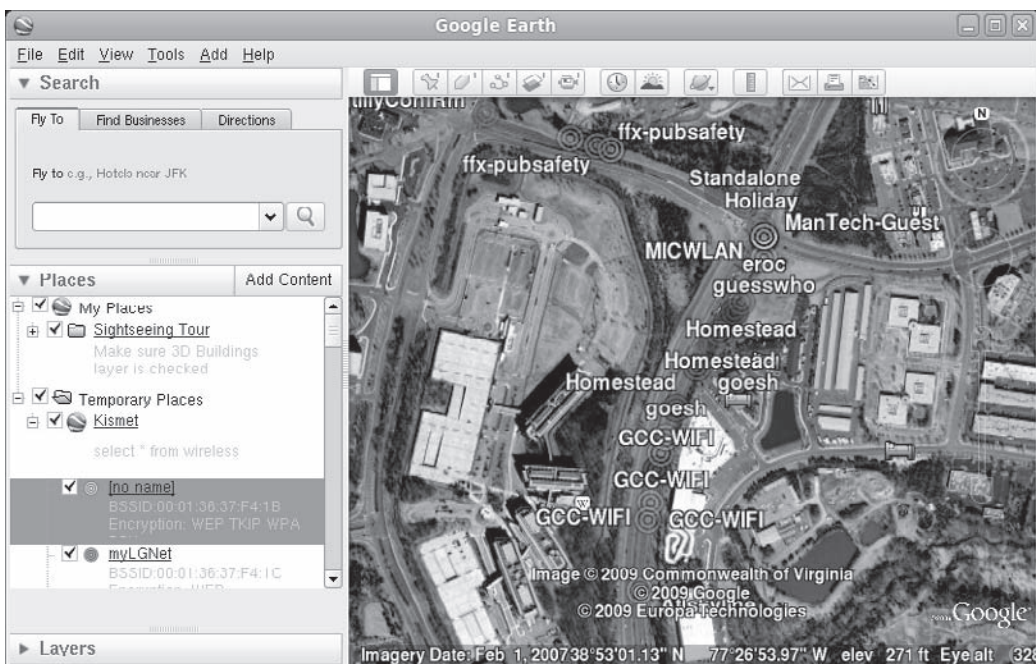 Google Earth
File Edit View Tools Add Help
Search
Fly To Find Businesses Directions
Fly to e.g., Hotels near JFK
Places
Add Content
My Places
Sightseeing Tour
Make sure 3D Buildings
layer is checked
Temporary Places
Kismet
select * from wireless
[no name]
BSSID:00:01:36:37:F4:1B
Encryption: WEP TKIP WPA
myLGNet
BSSID:00:01:36:37:F4:1C
Layers
ffx-pubsafety
ffx-pubsafety
Standalone
Holiday
ManTech-Guest
MICWLAN
eroc
guesswho
Homestead
Homestead
Homestead
goesh
goesh
GCC-WIFI
GCC-WIFI
GCC-WIFI
GCC-WIFI
N
W
Image © 2009 Commonwealth of Virginia
© 2009 Google
© 2009 Europa Technologies
Google
Imagery Date: Feb 1, 2007 38°53'01.13" N 77°26'53.97" W elev 271 ft Eye alt